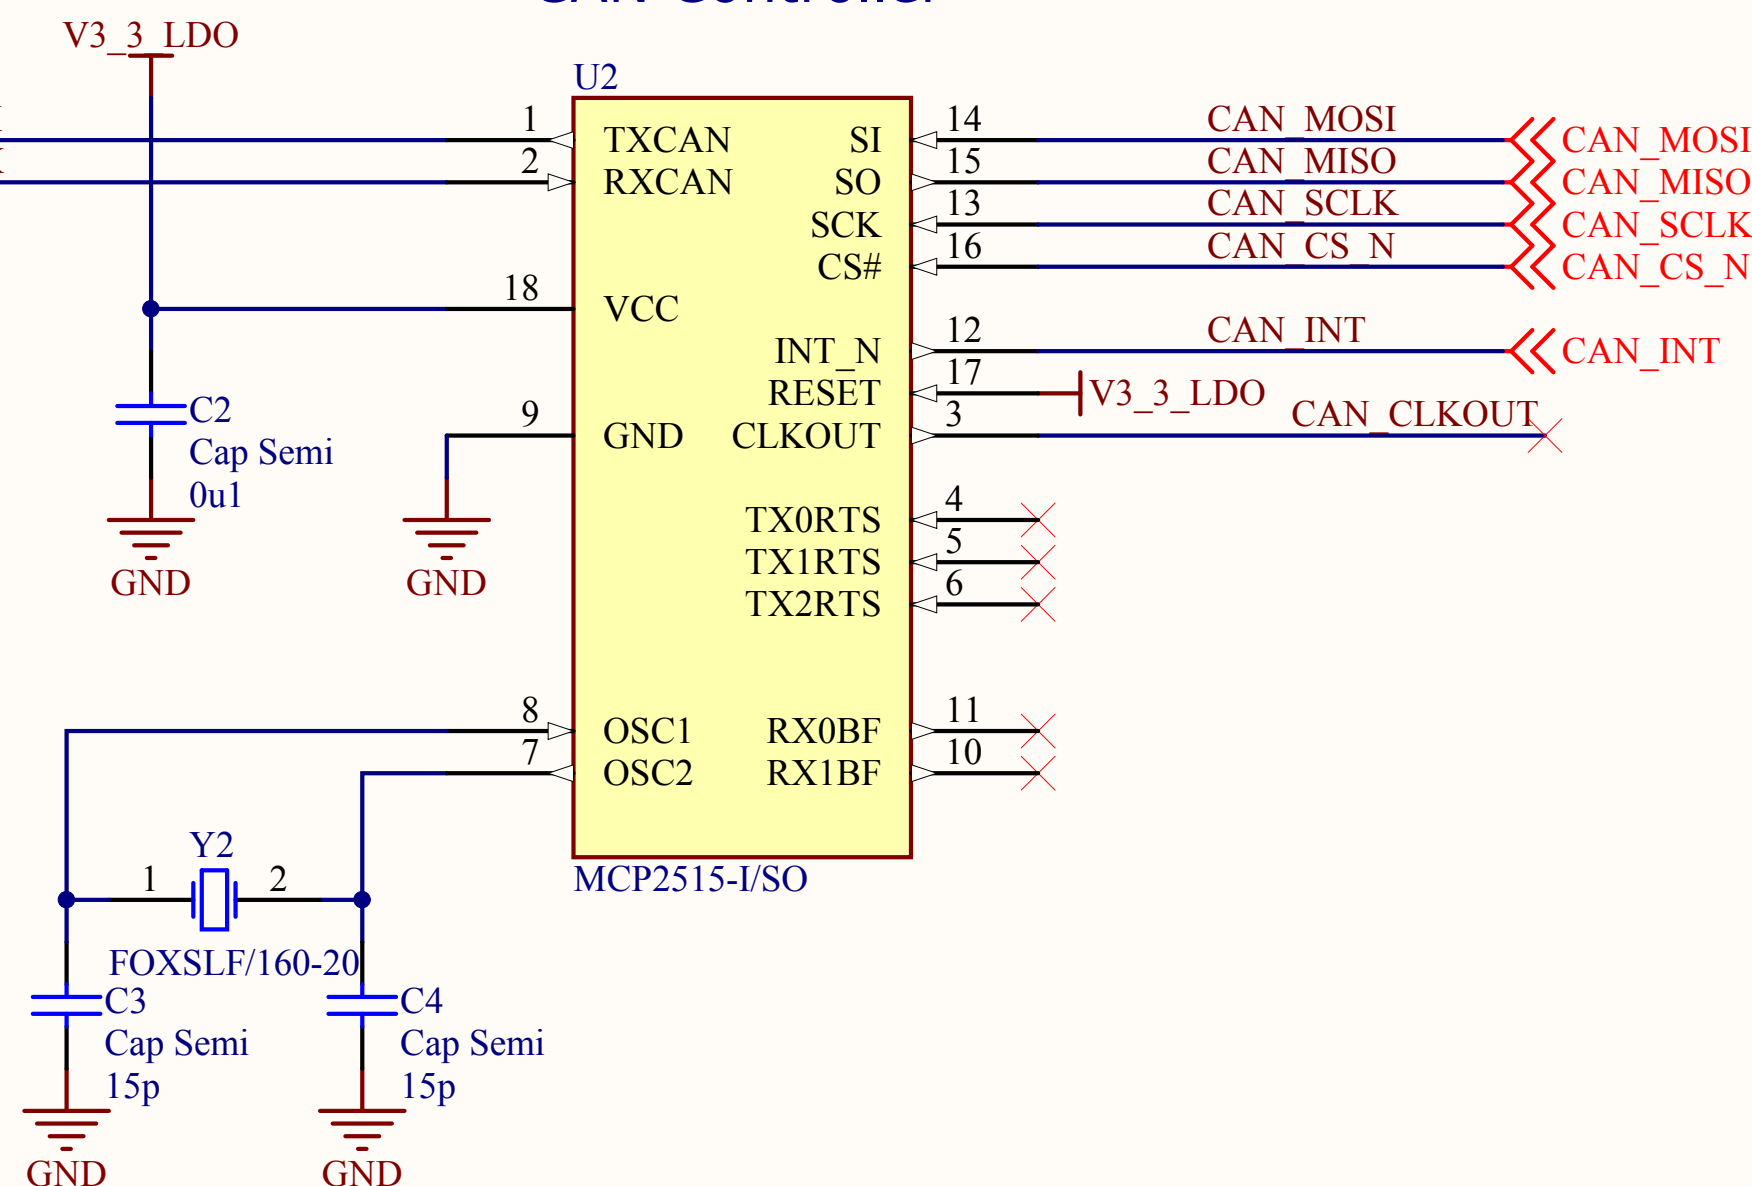 CAN Controller
V3_3_LDO
U2
1
TXCAN
SI
14
CAN_MOSI
CAN_MOSI
2
RXCAN
SO
15
CAN_MISO
CAN_MISO
SCK
13
CAN_SCLK
CAN_SCLK
CS#
16
CAN_CS_N
CAN_CS_N
18
VCC
INT_N
12
CAN_INT
CAN_INT
RESET
17
V3_3_LDO
9
GND
CLKOUT
3
CAN_CLKOUT
C2
Cap Semi
0u1
GND
GND
TX0RTS
4
TX1RTS
5
TX2RTS
6
8
OSC1
RX0BF
11
7
OSC2
RX1BF
10
MCP2515-I/SO
Y2
1
2
FOXSLF/160-20
C3
Cap Semi
15p
C4
Cap Semi
15p
GND
GND